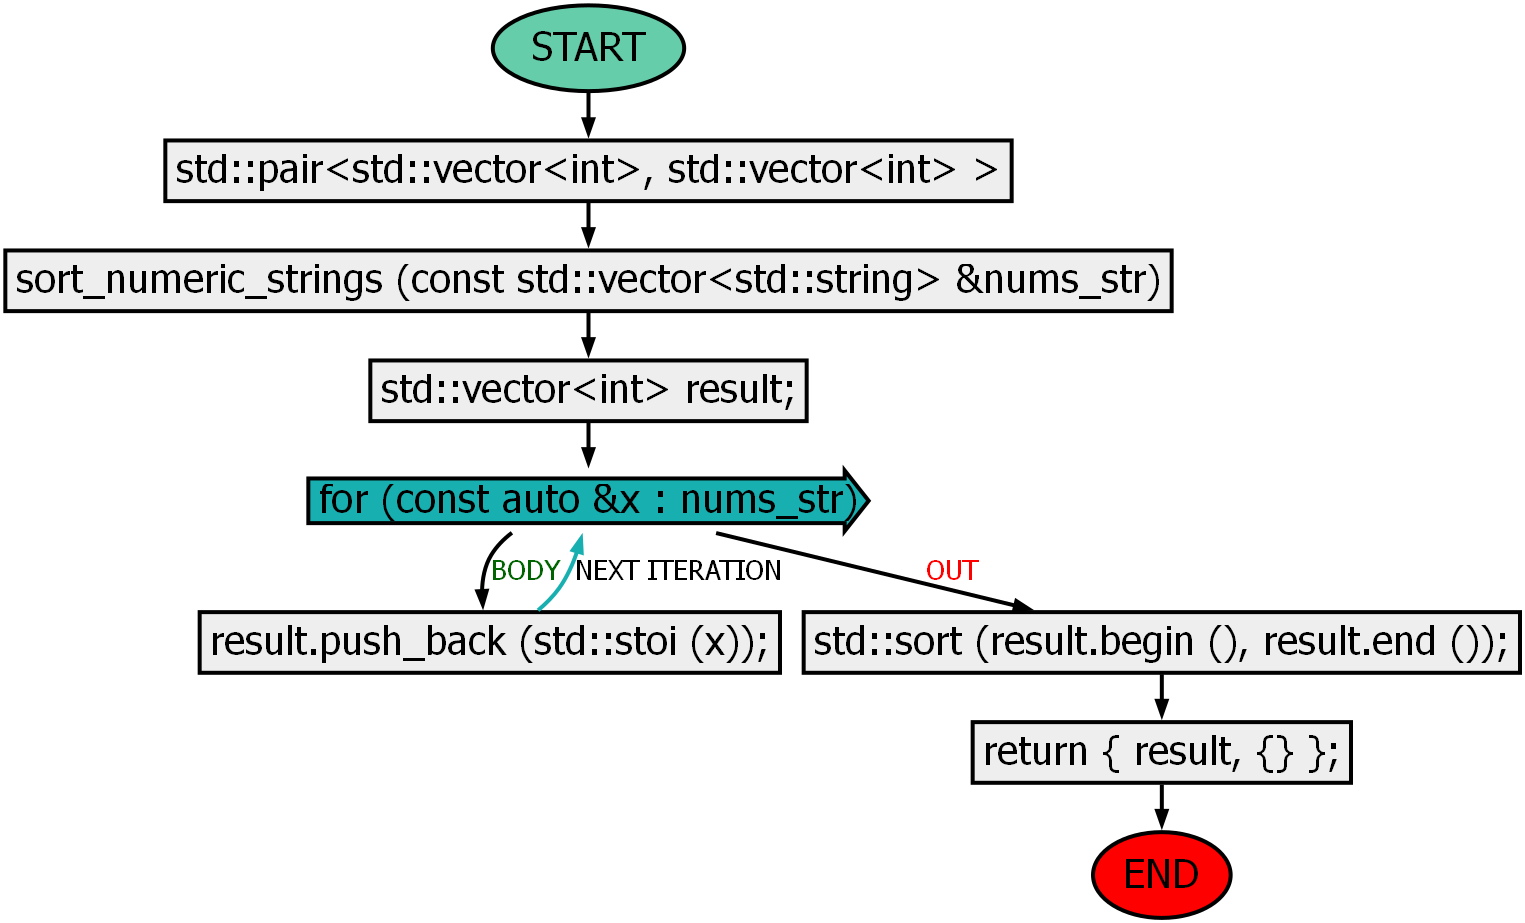 START
std::pair<std::vector<int>, std::vector<int> >
sort_numeric_strings (const std::vector<std::string> &nums_str)
std::vector<int> result;
for (const auto &x : nums_str)
BODY
NEXT ITERATION
OUT
result.push_back (std::stoi (x));
std::sort (result.begin (), result.end ());
return { result, {} };
END